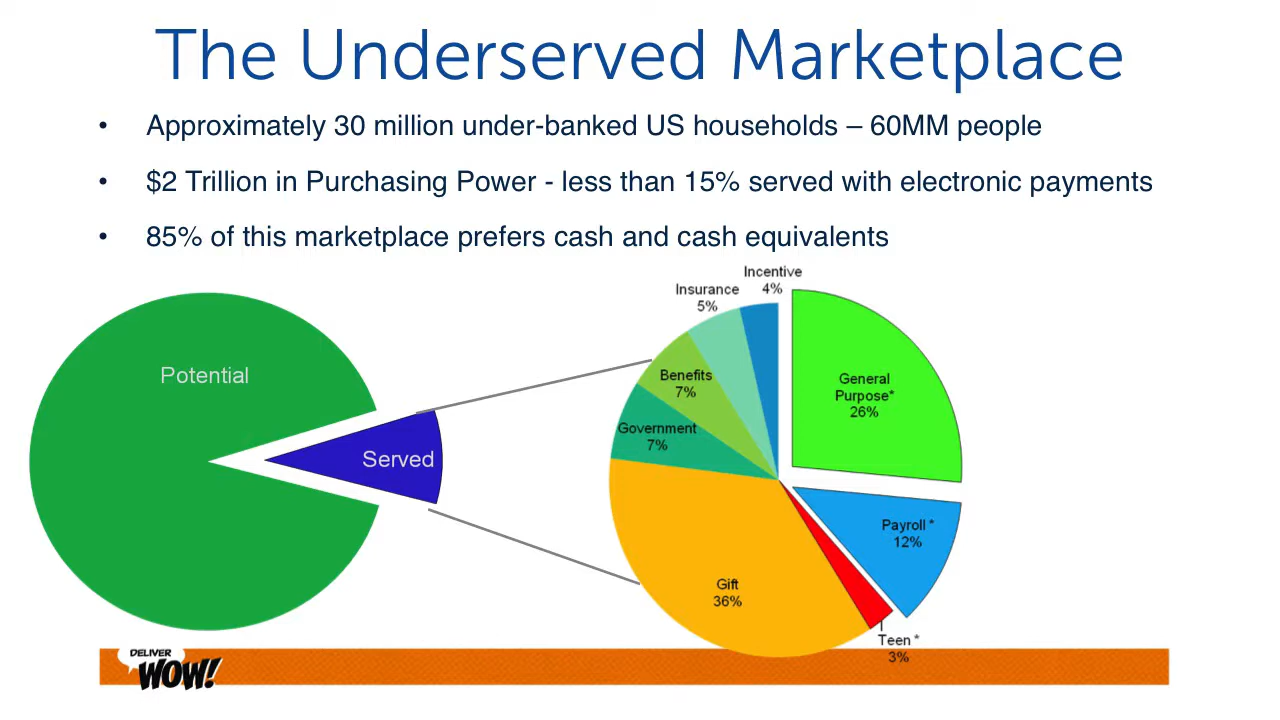 The Underserved Marketplace
• Approximately 30 million under-banked US households – 60MM people
• $2 Trillion in Purchasing Power - less than 15% served with electronic payments
• 85% of this marketplace prefers cash and cash equivalents
Potential
Served
Incentive
4%
Insurance
5%
Benefits
7%
Government
7%
General
Purpose*
26%
Payroll *
12%
Gift
36%
Teen *
3%
DELIVER
WOW!